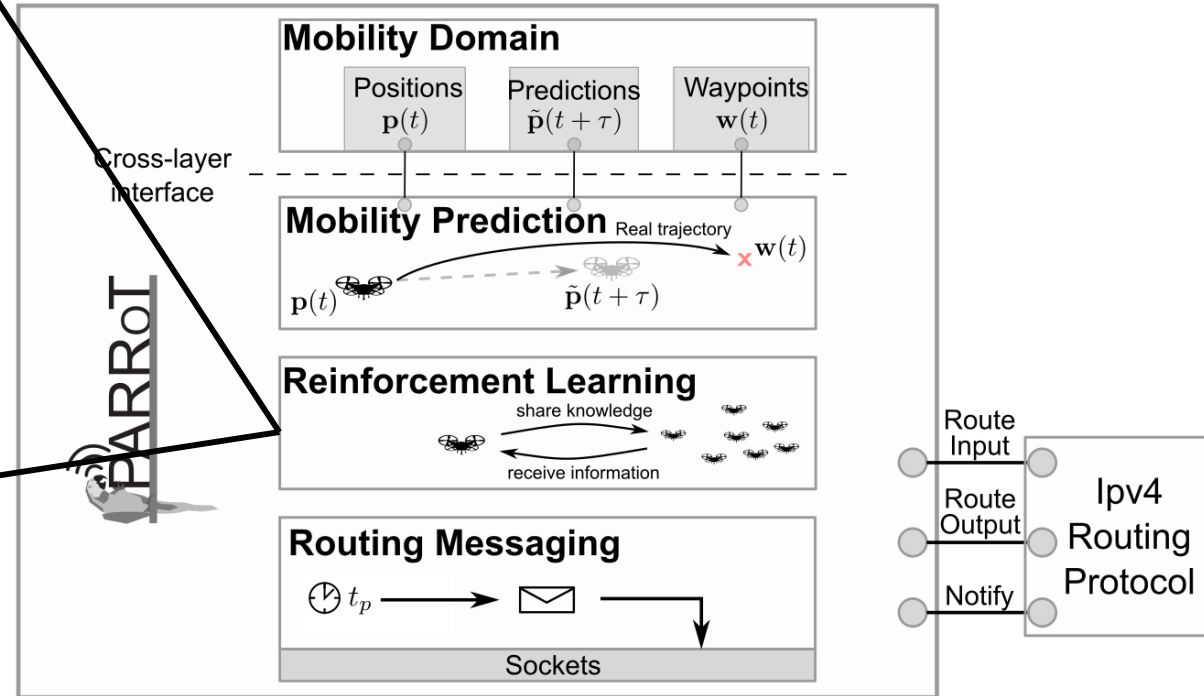 Mobility Domain
Positions
p(t)
Predictions
p̃(t + τ)
Waypoints
w(t)
Cross-layer
interface
Mobility Prediction
Real trajectory
x w(t)
p(t)
p̃(t + τ)
PARRoT
Reinforcement Learning
share knowledge
receive information
Routing Messaging
t_p
Sockets
Route
Input
Route
Output
Notify
Ipv4
Routing
Protocol